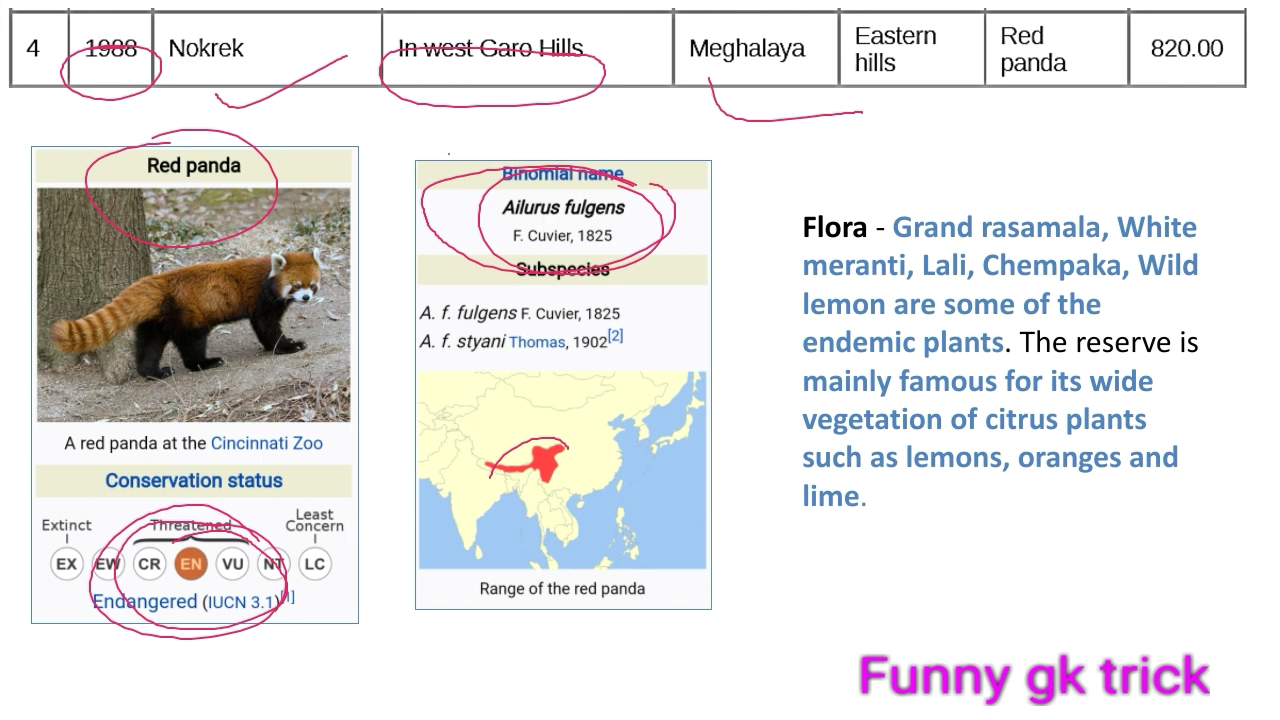 4 1988 Nokrek In west Garo Hills Meghalaya Eastern hills Red panda 820.00
Red panda
A red panda at the Cincinnati Zoo
Conservation status
Extinct Threatened Least Concern
EX EW CR EN VU NT LC
Endangered (IUCN 3.1)[1]
Binomial name
Ailurus fulgens
F. Cuvier, 1825
Subspecies
A. f. fulgens F. Cuvier, 1825
A. f. styani Thomas, 1902[2]
Range of the red panda
Flora - Grand rasamala, White
meranti, Lali, Chempaka, Wild
lemon are some of the
endemic plants. The reserve is
mainly famous for its wide
vegetation of citrus plants
such as lemons, oranges and
lime.
Funny gk trick